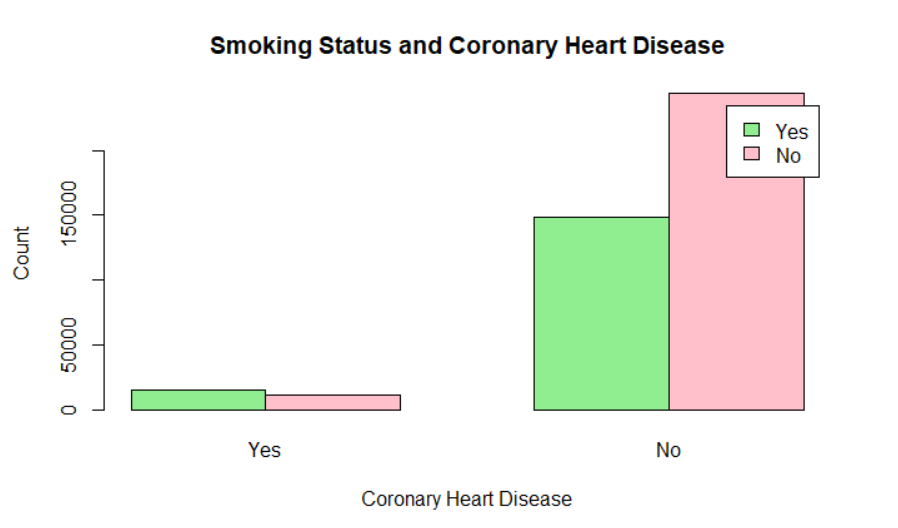 Smoking Status and Coronary Heart Disease
Yes
No
Count
150000
50000
0
Yes
No
Coronary Heart Disease